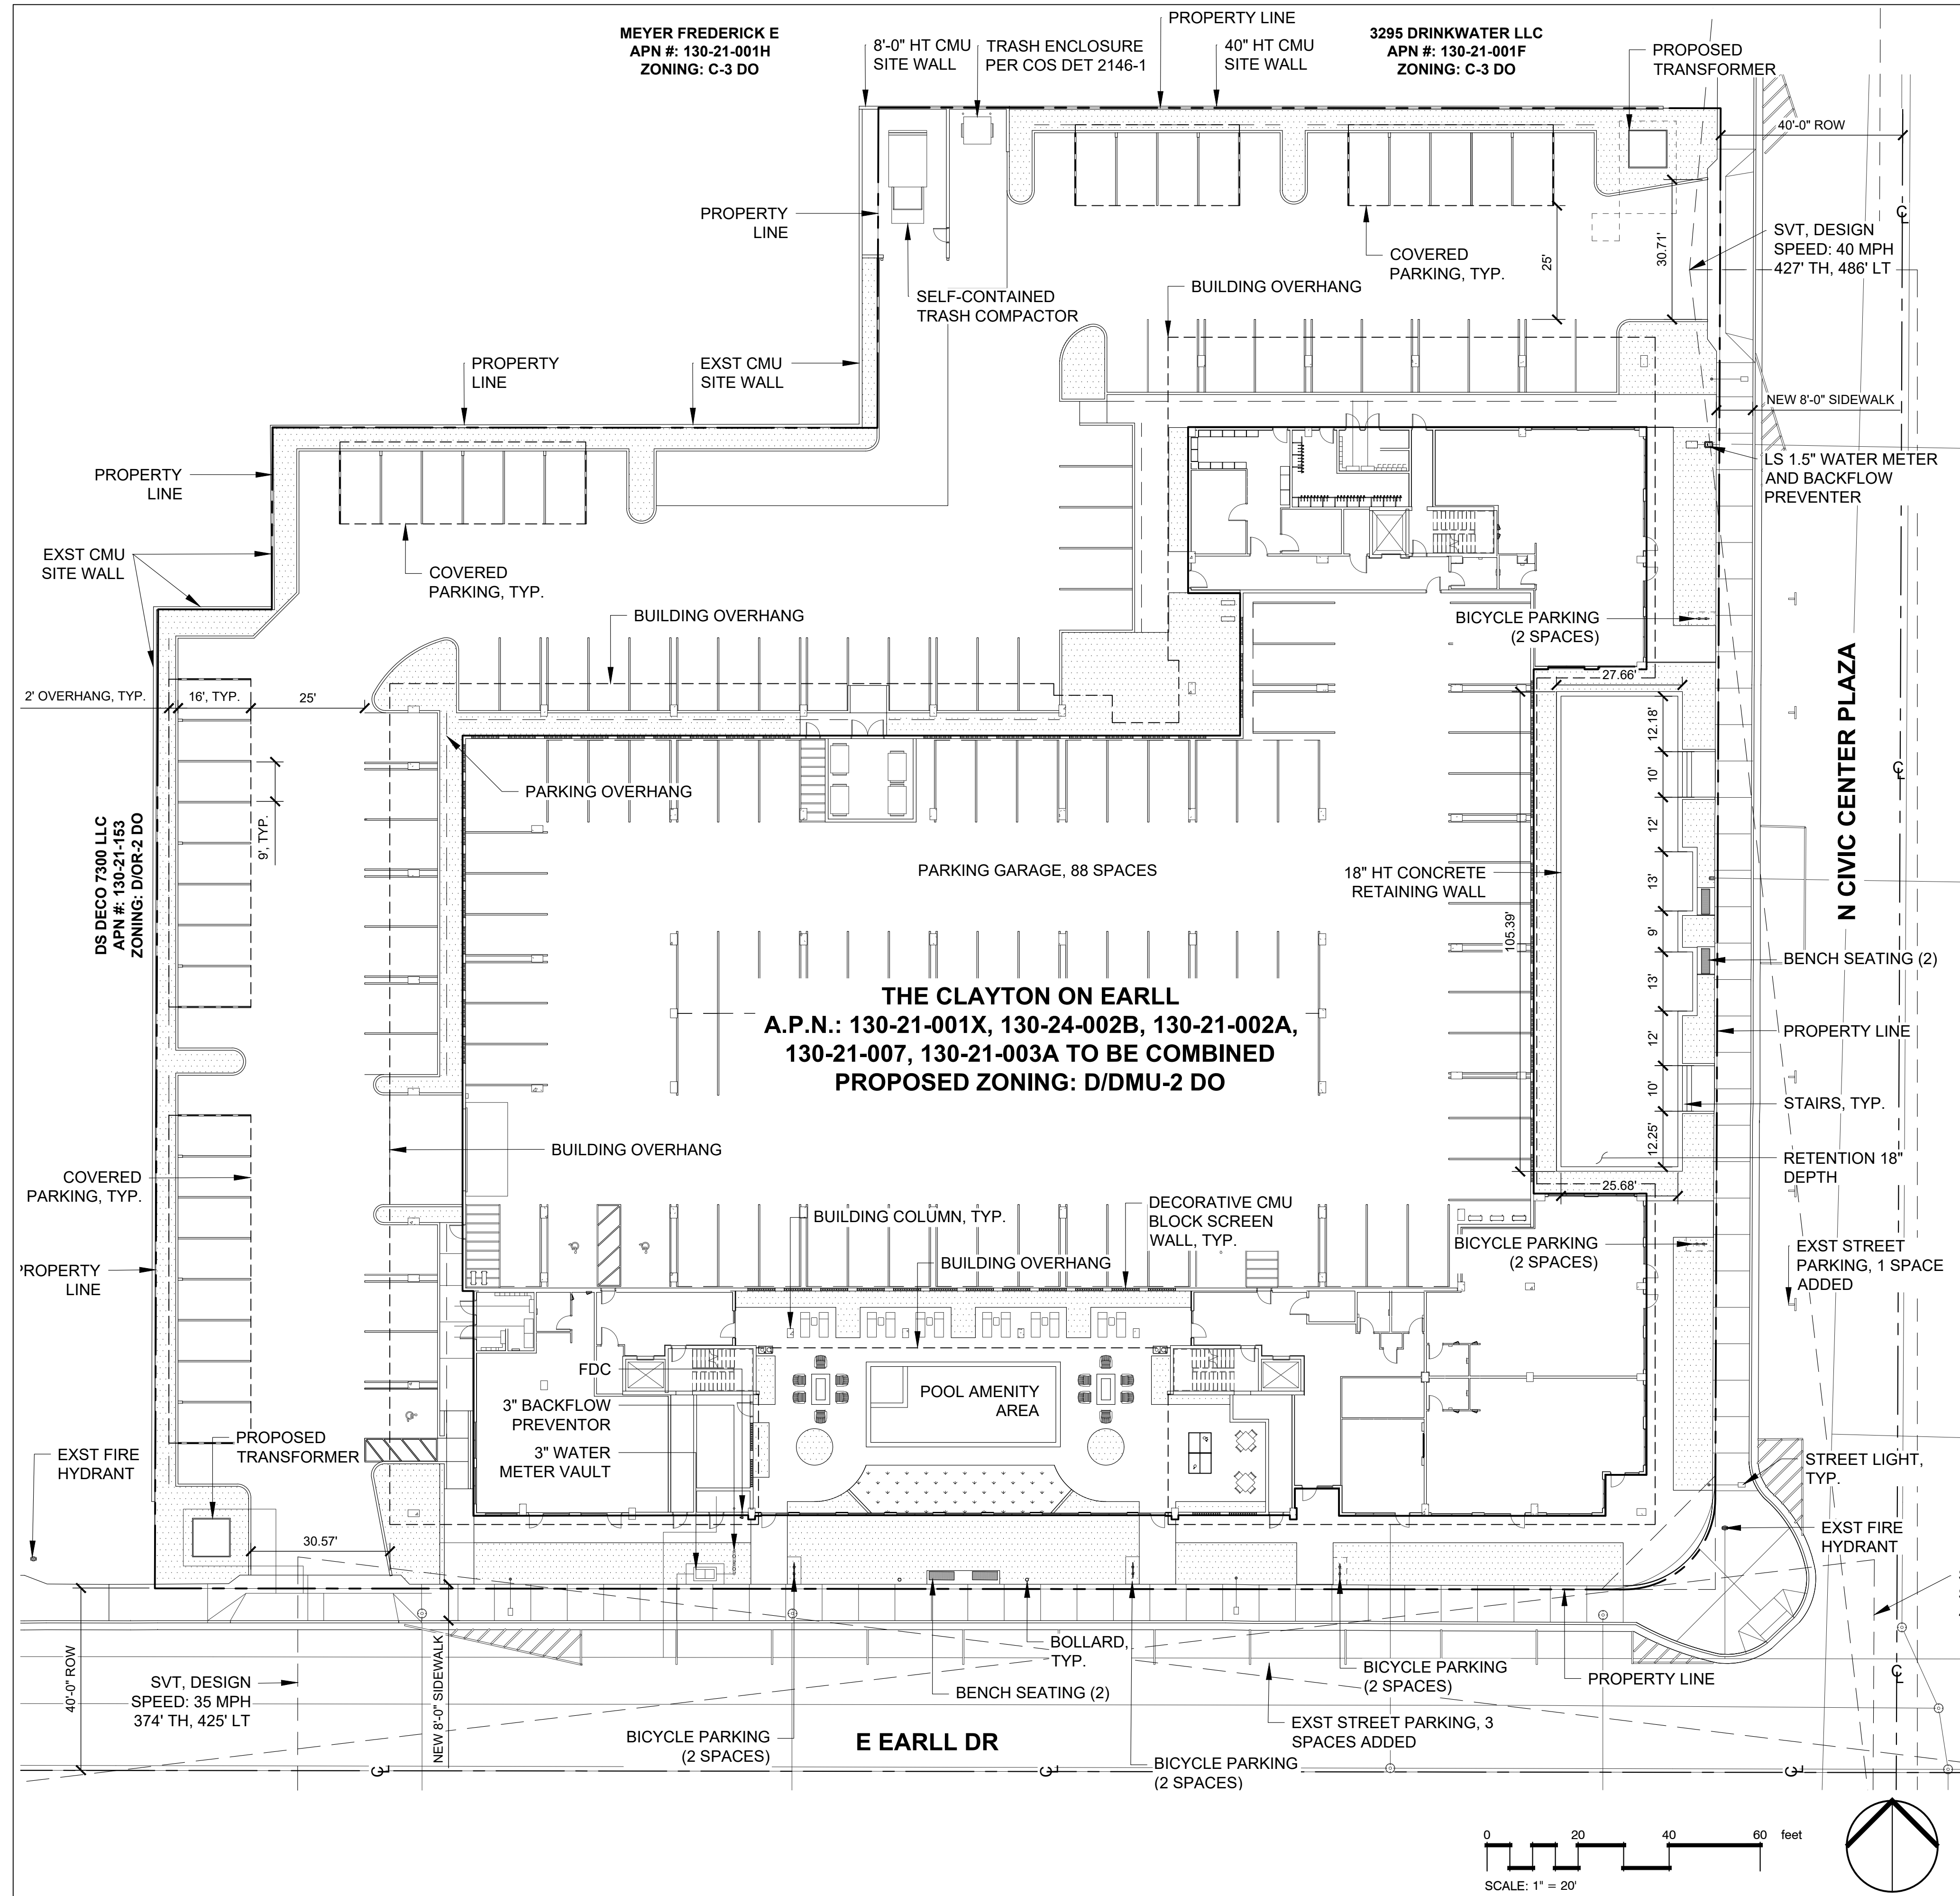 MEYER FREDERICK E
APN #: 130-21-001H
ZONING: C-3 DO
8'-0" HT CMU
SITE WALL
TRASH ENCLOSURE
PER COS DET 2146-1
PROPERTY LINE
40" HT CMU
SITE WALL
3295 DRINKWATER LLC
APN #: 130-21-001F
ZONING: C-3 DO
PROPOSED
TRANSFORMER
40'-0" ROW
PROPERTY
LINE
SELF-CONTAINED
TRASH COMPACTOR
BUILDING OVERHANG
COVERED
PARKING, TYP.
25'
30.71'
SVT, DESIGN
SPEED: 40 MPH
427' TH, 486' LT
PROPERTY
LINE
EXST CMU
SITE WALL
NEW 8'-0" SIDEWALK
PROPERTY
LINE
LS 1.5" WATER METER
AND BACKFLOW
PREVENTER
EXST CMU
SITE WALL
COVERED
PARKING, TYP.
BUILDING OVERHANG
BICYCLE PARKING
(2 SPACES)
27.66'
2' OVERHANG, TYP.
16', TYP.
25'
12.18'
10'
12'
13'
9'
13'
12'
10'
12.25'
105.39'
25.68'
N CIVIC CENTER PLAZA
PARKING OVERHANG
9', TYP.
DS DECO 7300 LLC
APN #: 130-21-153
ZONING: D/OR-2 DO
PARKING GARAGE, 88 SPACES
18" HT CONCRETE
RETAINING WALL
BENCH SEATING (2)
THE CLAYTON ON EARLL
A.P.N.: 130-21-001X, 130-24-002B, 130-21-002A,
130-21-007, 130-21-003A TO BE COMBINED
PROPOSED ZONING: D/DMU-2 DO
PROPERTY LINE
STAIRS, TYP.
BUILDING OVERHANG
COVERED
PARKING, TYP.
RETENTION 18"
DEPTH
BUILDING COLUMN, TYP.
DECORATIVE CMU
BLOCK SCREEN
WALL, TYP.
BUILDING OVERHANG
BICYCLE PARKING
(2 SPACES)
EXST STREET
PARKING, 1 SPACE
ADDED
PROPERTY
LINE
FDC
3" BACKFLOW
PREVENTOR
3" WATER
METER VAULT
POOL AMENITY
AREA
EXST FIRE
HYDRANT
PROPOSED
TRANSFORMER
STREET LIGHT,
TYP.
EXST FIRE
HYDRANT
30.57'
40'-0" ROW
NEW 8'-0" SIDEWALK
SVT, DESIGN
SPEED: 35 MPH
374' TH, 425' LT
BOLLARD,
TYP.
BENCH SEATING (2)
BICYCLE PARKING
(2 SPACES)
PROPERTY LINE
BICYCLE PARKING
(2 SPACES)
E EARLL DR
EXST STREET PARKING, 3
SPACES ADDED
BICYCLE PARKING
(2 SPACES)
0 20 40 60 feet
SCALE: 1" = 20'